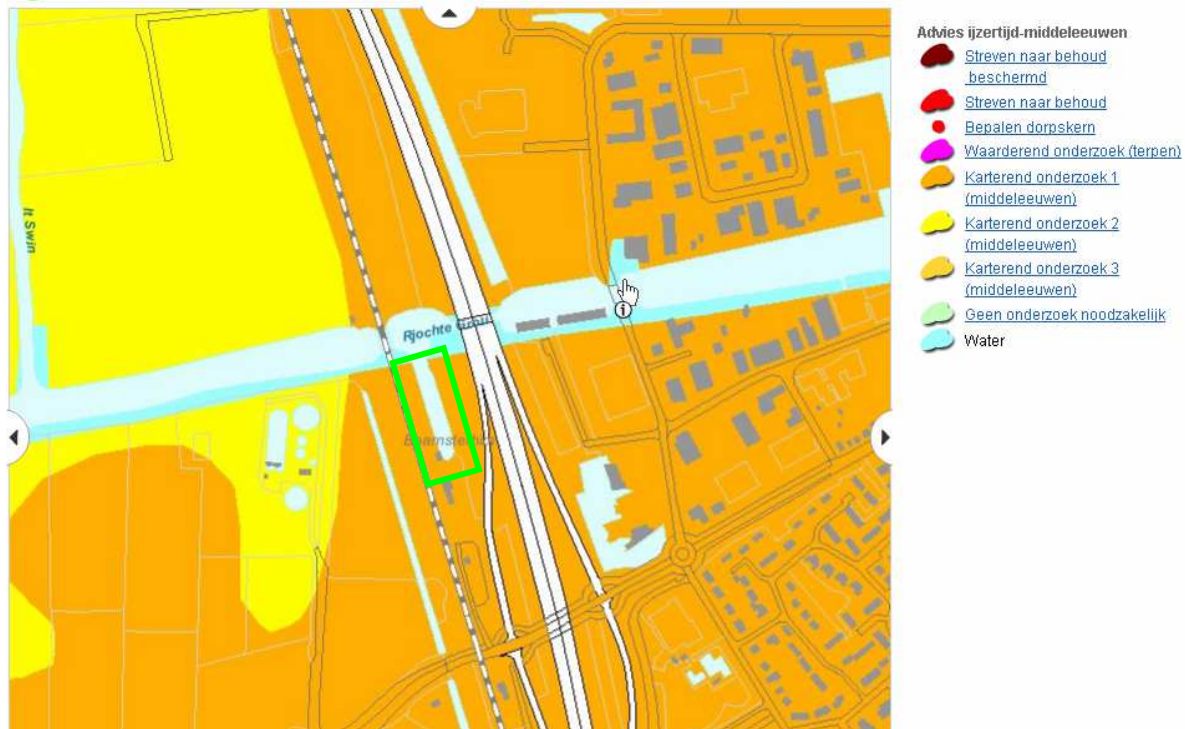 Advies ijzertijd-middeleeuwen
Streven naar behoud
beschermd
Streven naar behoud
Bepalen dorpskern
Waarderend onderzoek (terpen)
Karterend onderzoek 1
(middeleeuwen)
Karterend onderzoek 2
(middeleeuwen)
Karterend onderzoek 3
(middeleeuwen)
Geen onderzoek noodzakelijk
Water
It Swin
Rjochte